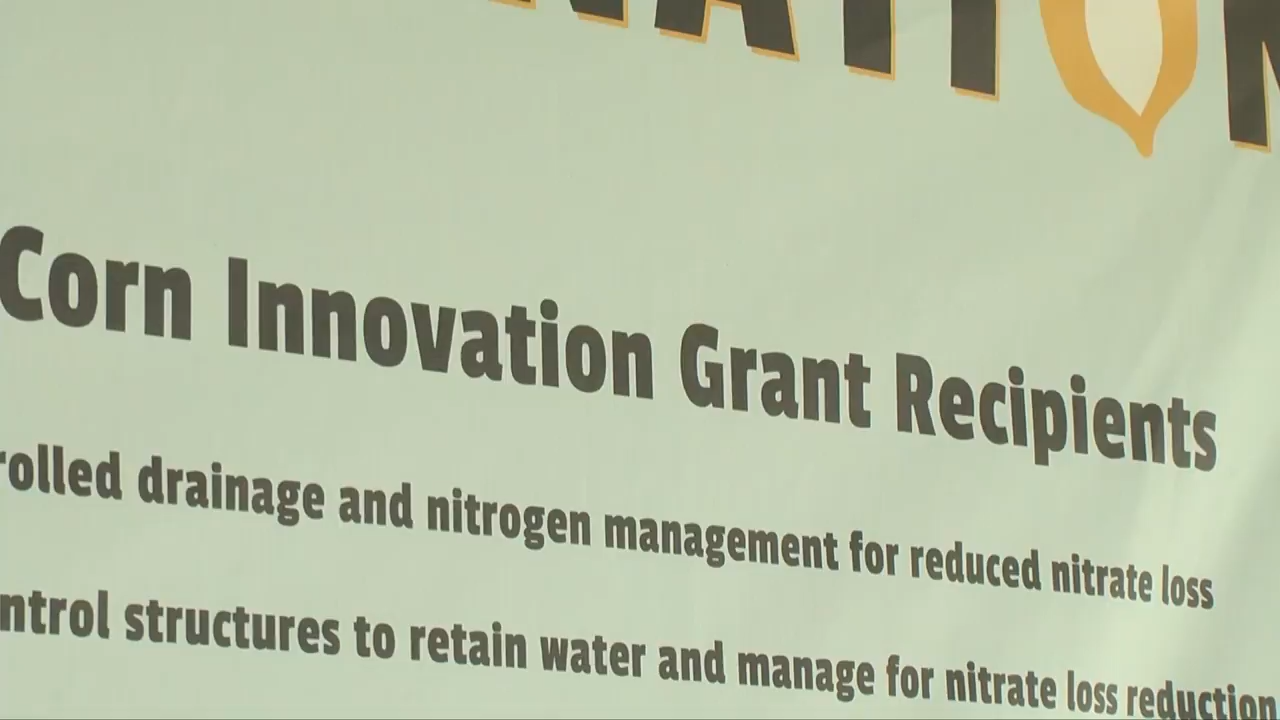 NATION
Corn Innovation Grant Recipients
rolled drainage and nitrogen management for reduced nitrate loss
ntrol structures to retain water and manage for nitrate loss reduction